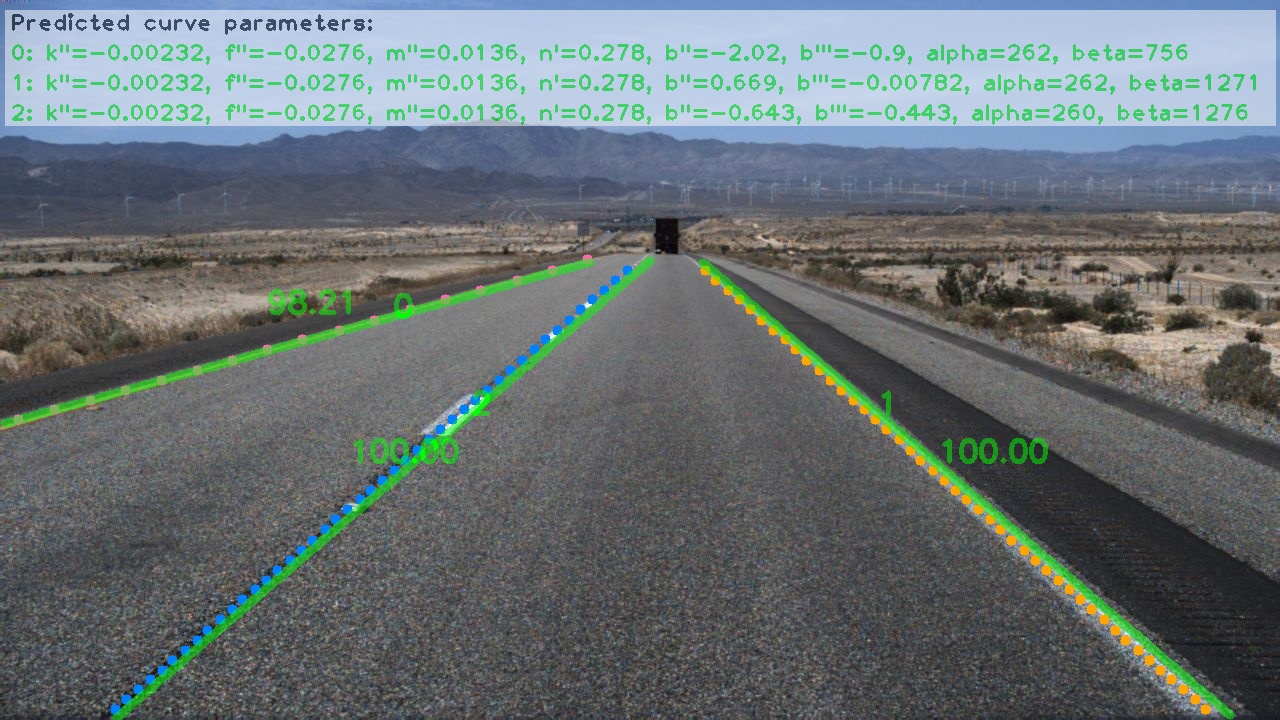 Predicted curve parameters:
0: k''=-0.00232, f''=-0.0276, m''=0.0136, n'=0.278, b''=-2.02, b'''=-0.9, alpha=262, beta=756
1: k''=-0.00232, f''=-0.0276, m''=0.0136, n'=0.278, b''=0.669, b'''=-0.00782, alpha=262, beta=1271
2: k''=-0.00232, f''=-0.0276, m''=0.0136, n'=0.278, b''=-0.643, b'''=-0.443, alpha=260, beta=1276
98.21 0
1
100.00
100.00